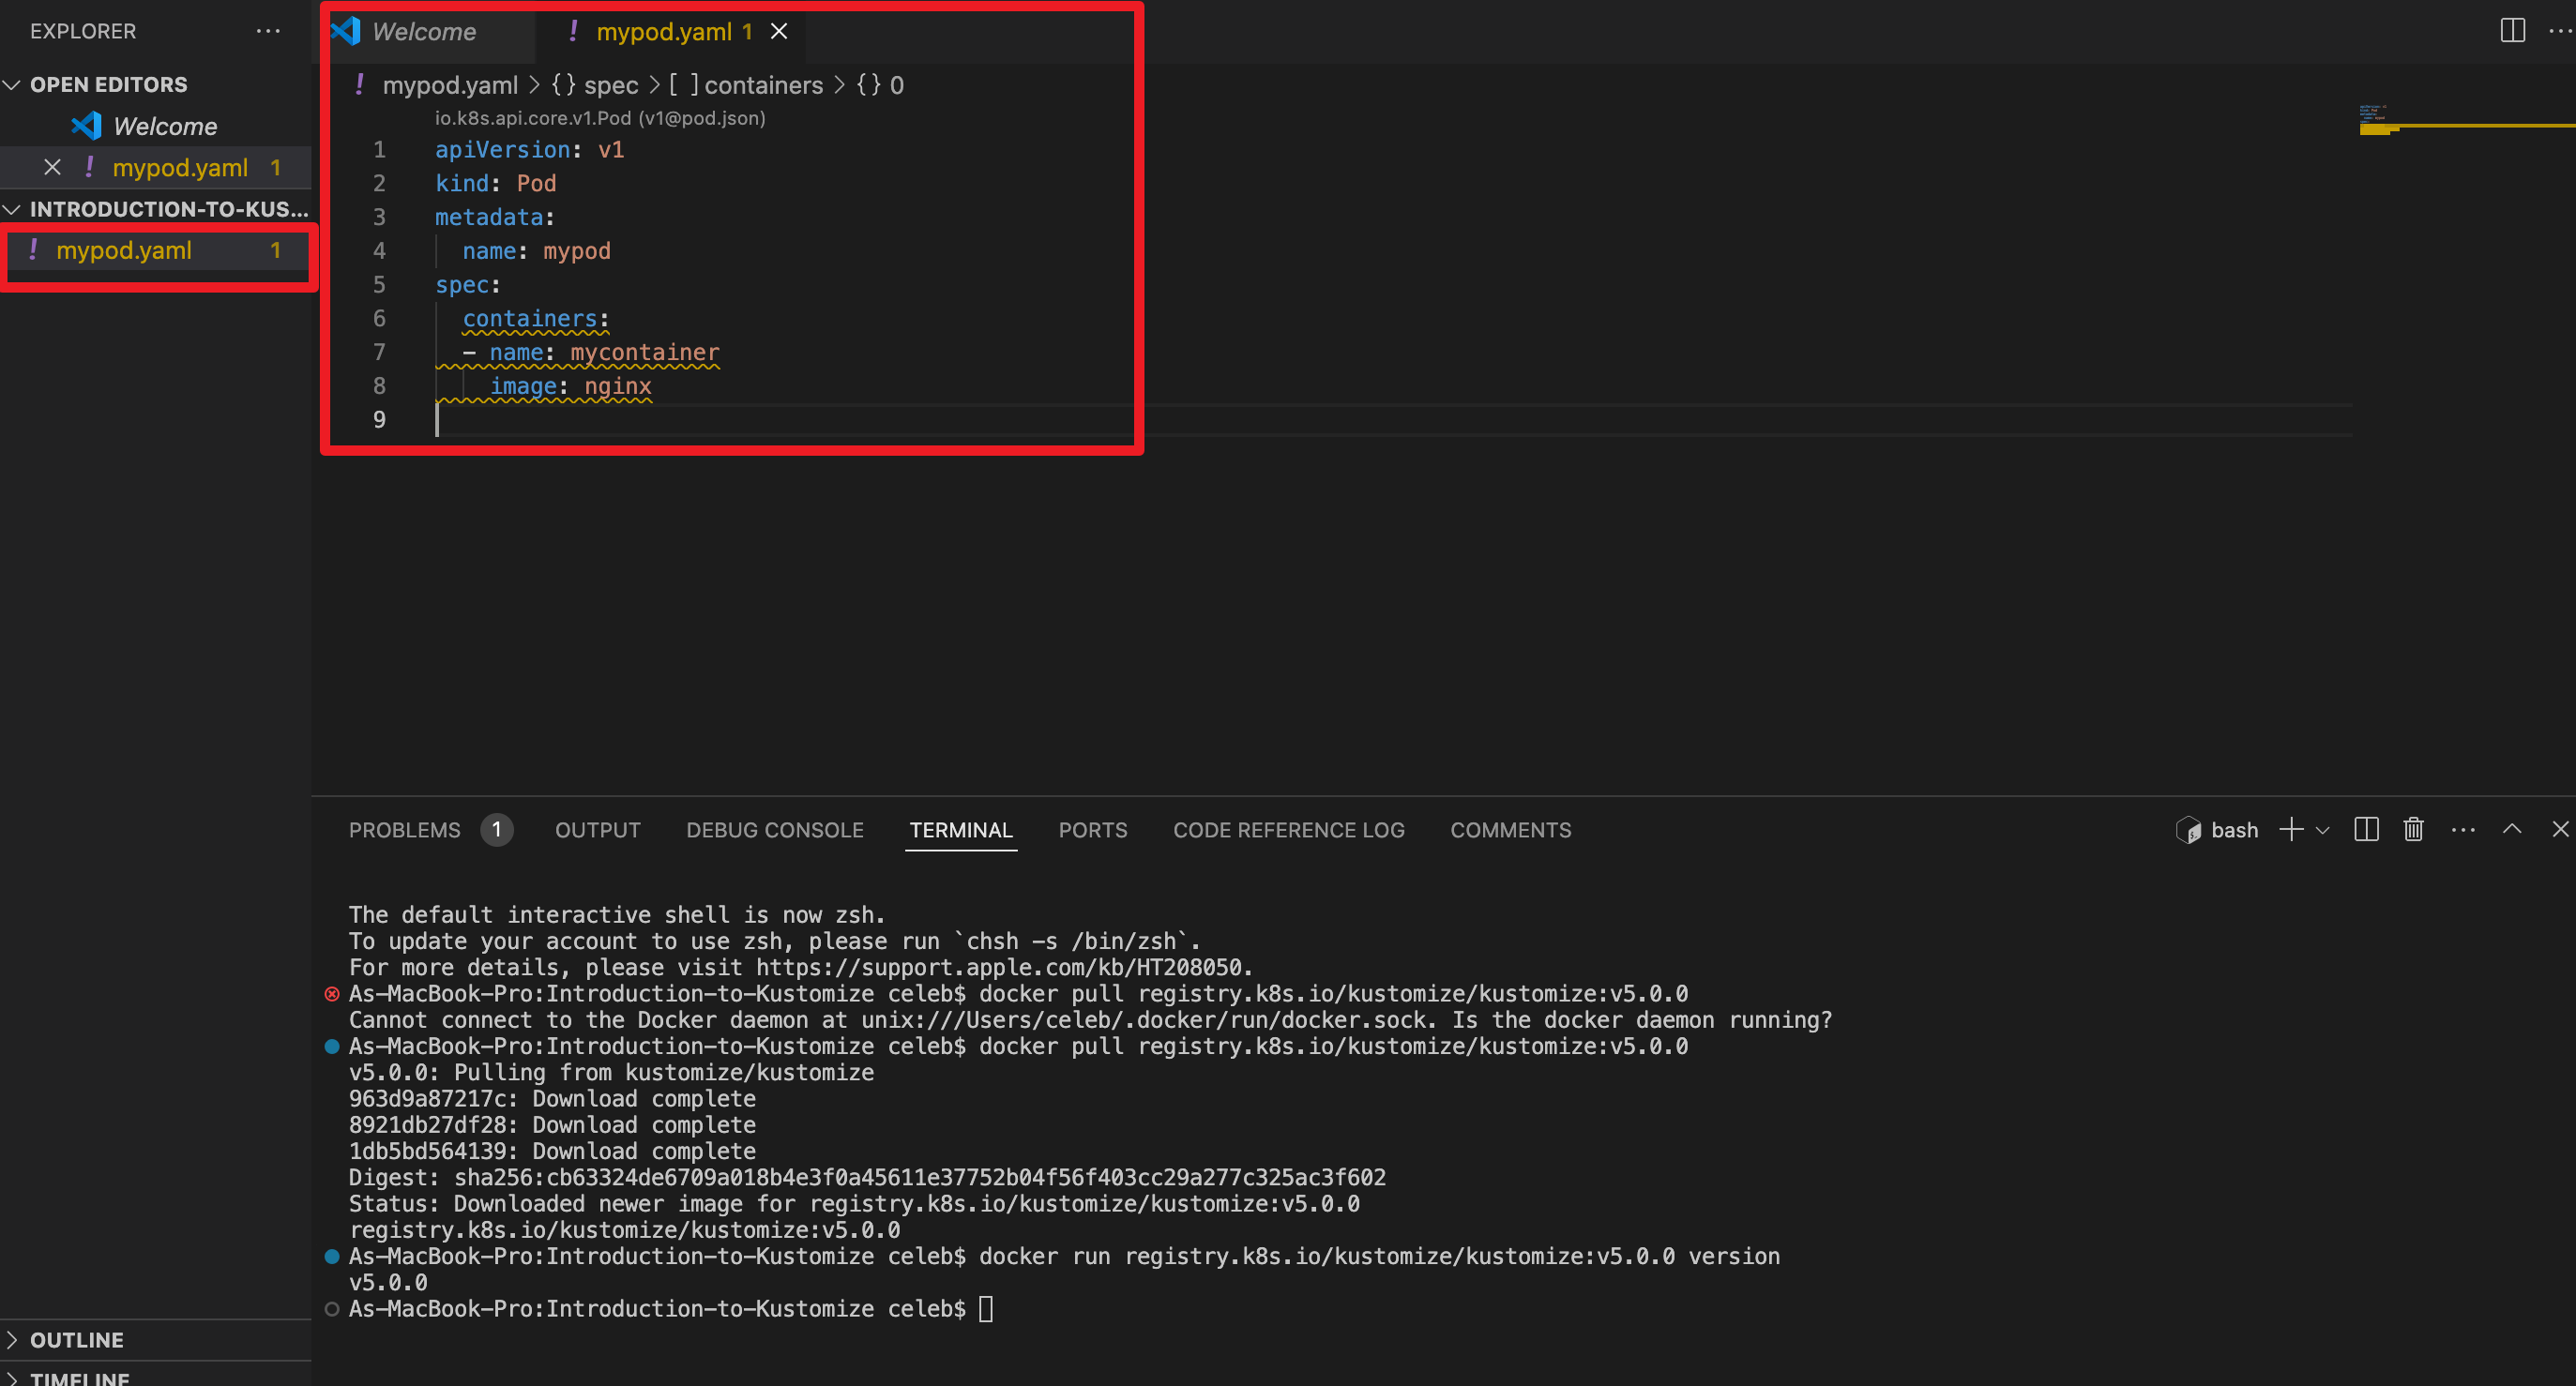 EXPLORER
OPEN EDITORS
Welcome
mypod.yaml 1
INTRODUCTION-TO-KUS...
mypod.yaml 1
OUTLINE
TIMELINE
Welcome
mypod.yaml 1
mypod.yaml > {} spec > [ ] containers > {} 0
io.k8s.api.core.v1.Pod (v1@pod.json)
1 apiVersion: v1
2 kind: Pod
3 metadata:
4   name: mypod
5 spec:
6   containers:
7   - name: mycontainer
8     image: nginx
9
PROBLEMS 1 OUTPUT DEBUG CONSOLE TERMINAL PORTS CODE REFERENCE LOG COMMENTS
bash
The default interactive shell is now zsh.
To update your account to use zsh, please run `chsh -s /bin/zsh`.
For more details, please visit https://support.apple.com/kb/HT208050.
As-MacBook-Pro:Introduction-to-Kustomize celeb$ docker pull registry.k8s.io/kustomize/kustomize:v5.0.0
Cannot connect to the Docker daemon at unix:///Users/celeb/.docker/run/docker.sock. Is the docker daemon running?
As-MacBook-Pro:Introduction-to-Kustomize celeb$ docker pull registry.k8s.io/kustomize/kustomize:v5.0.0
v5.0.0: Pulling from kustomize/kustomize
963d9a87217c: Download complete
8921db27df28: Download complete
1db5bd564139: Download complete
Digest: sha256:cb63324de6709a018b4e3f0a45611e37752b04f56f403cc29a277c325ac3f602
Status: Downloaded newer image for registry.k8s.io/kustomize/kustomize:v5.0.0
registry.k8s.io/kustomize/kustomize:v5.0.0
As-MacBook-Pro:Introduction-to-Kustomize celeb$ docker run registry.k8s.io/kustomize/kustomize:v5.0.0 version
v5.0.0
As-MacBook-Pro:Introduction-to-Kustomize celeb$